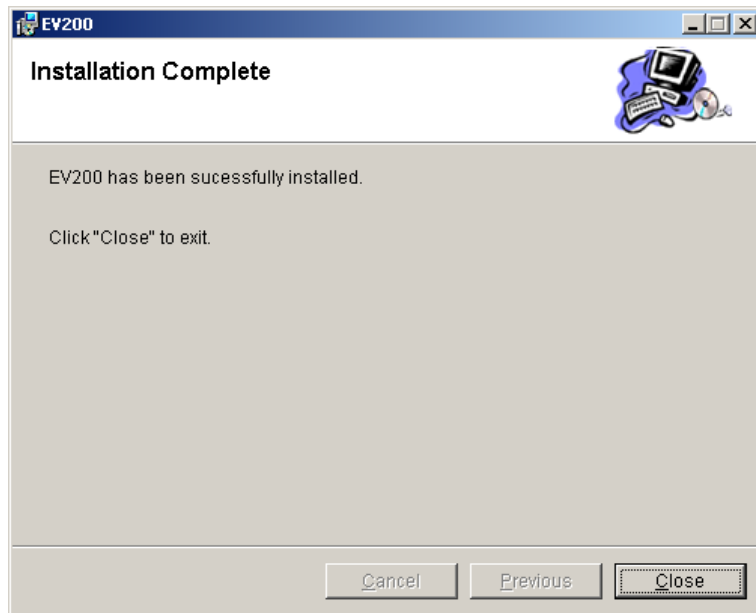 EV200
Installation Complete
EV200 has been sucessfully installed.
Click "Close" to exit.
Cancel
Previous
Close